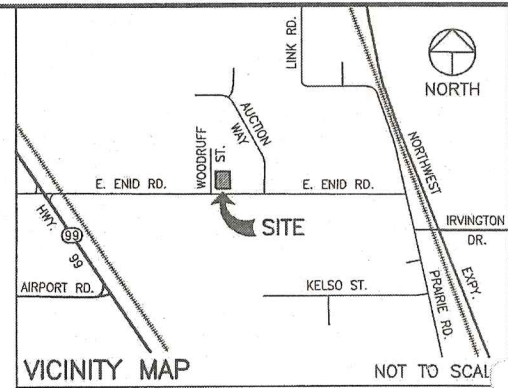 LINK RD.
NORTH
AUCTION
WAY
WOODRUFF
ST.
NORTHWEST
EXPY.
E. ENID RD.
E. ENID RD.
SITE
HWY.
99
99
IRVINGTON
DR.
AIRPORT RD.
KELSO ST.
PRAIRIE RD.
VICINITY MAP
NOT TO SCAL